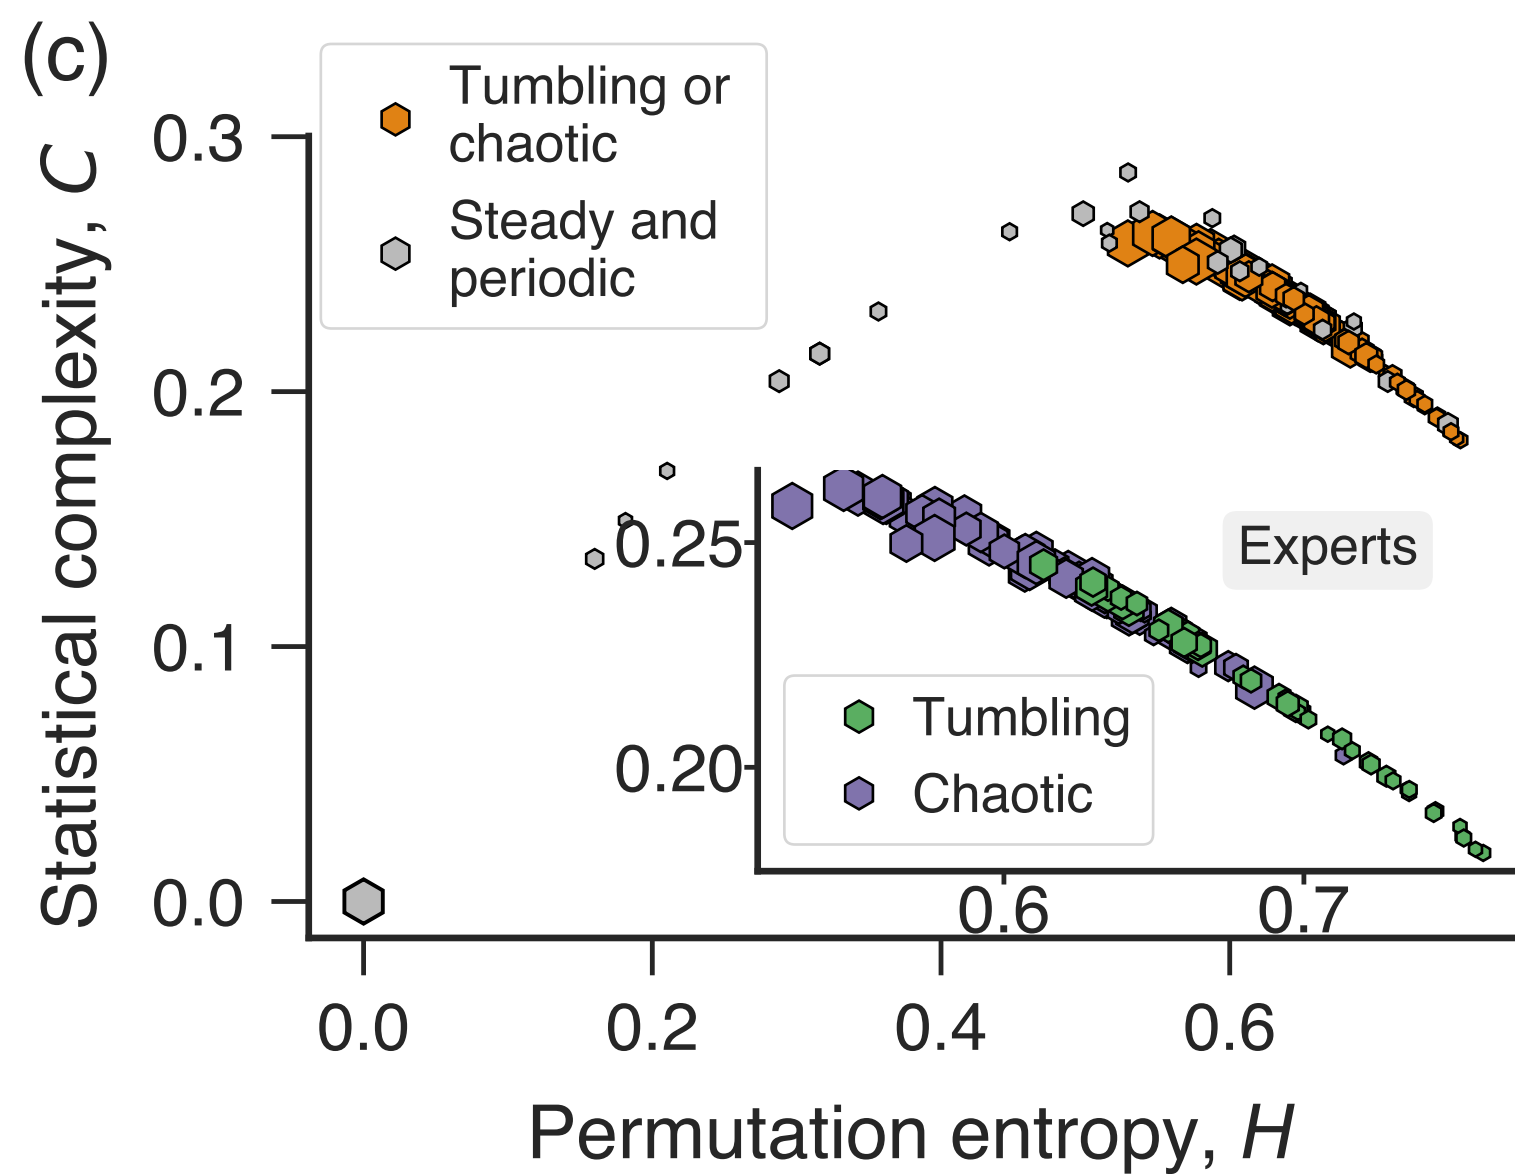 (c)
Tumbling or
chaotic
Steady and
periodic
Statistical complexity, C
0.3
0.2
0.1
0.0
0.25
0.20
Experts
Tumbling
Chaotic
0.6 0.7
0.0 0.2 0.4 0.6
Permutation entropy, H